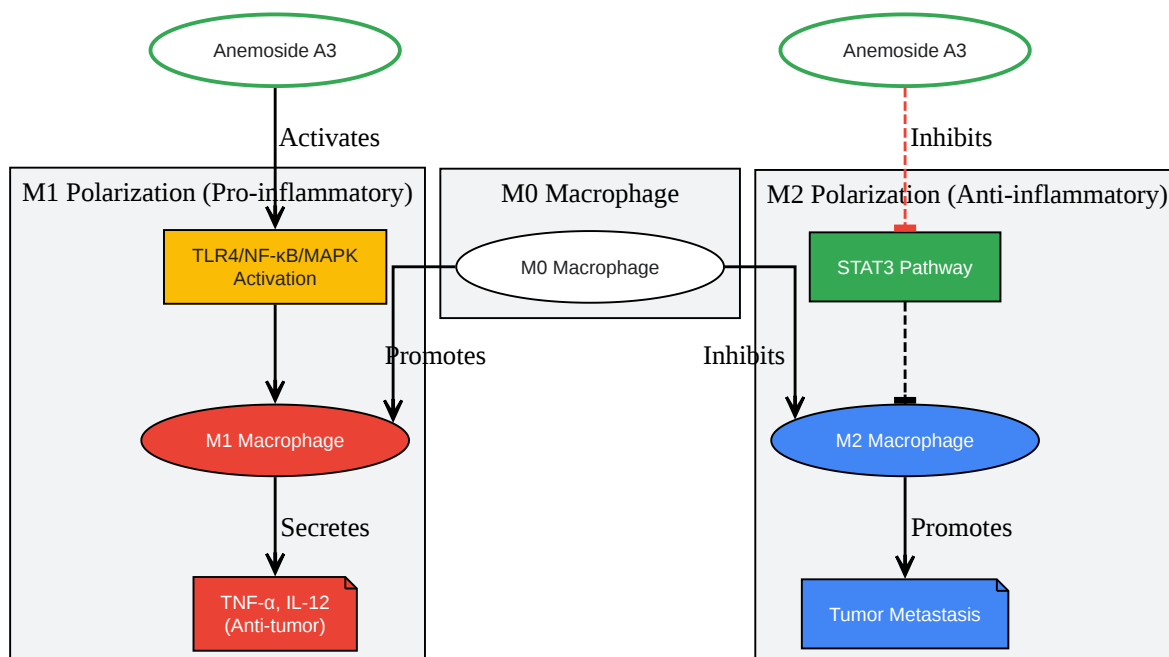 Anemoside A3
Anemoside A3
Activates
Inhibits
M1 Polarization (Pro-inflammatory)
M0 Macrophage
M2 Polarization (Anti-inflammatory)
TLR4/NF-κB/MAPK
Activation
M0 Macrophage
STAT3 Pathway
Promotes
Inhibits
M1 Macrophage
M2 Macrophage
Secretes
Promotes
TNF-α, IL-12
(Anti-tumor)
Tumor Metastasis